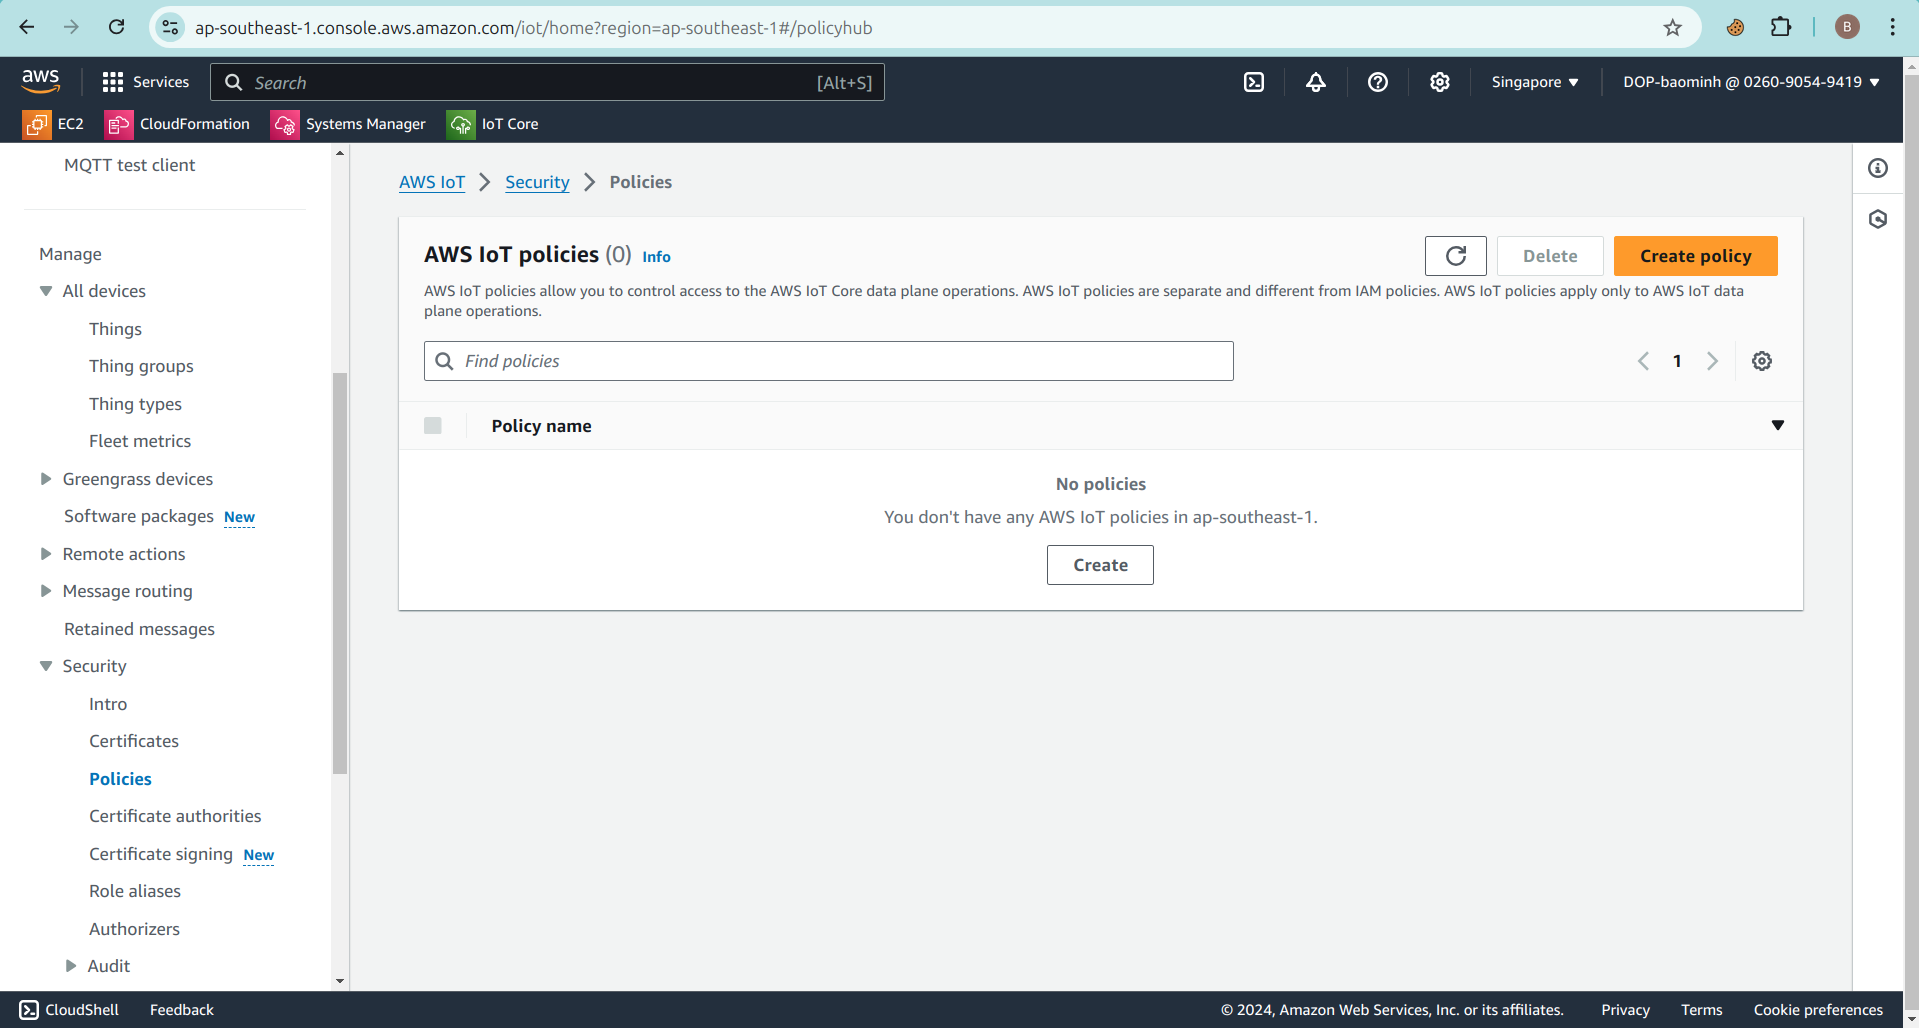 ap-southeast-1.console.aws.amazon.com/iot/home?region=ap-southeast-1#/policyhub
B
aws
Services
Search
[Alt+S]
Singapore
DOP-baominh @ 0260-9054-9419
EC2
CloudFormation
Systems Manager
IoT Core
MQTT test client
Manage
All devices
Things
Thing groups
Thing types
Fleet metrics
Greengrass devices
Software packages New
Remote actions
Message routing
Retained messages
Security
Intro
Certificates
Policies
Certificate authorities
Certificate signing New
Role aliases
Authorizers
Audit
AWS IoT
Security
Policies
AWS IoT policies (0) Info
Delete
Create policy
AWS IoT policies allow you to control access to the AWS IoT Core data plane operations. AWS IoT policies are separate and different from IAM policies. AWS IoT policies apply only to AWS IoT data
plane operations.
Find policies
1
Policy name
No policies
You don't have any AWS IoT policies in ap-southeast-1.
Create
CloudShell
Feedback
© 2024, Amazon Web Services, Inc. or its affiliates.
Privacy
Terms
Cookie preferences